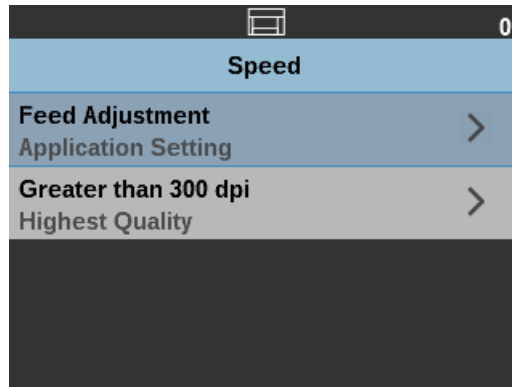 0
Speed
Feed Adjustment
Application Setting
Greater than 300 dpi
Highest Quality